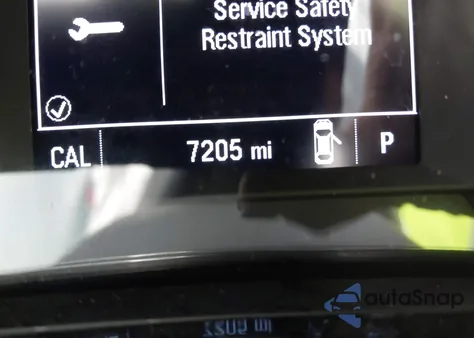 Service Safety
Restraint System
CAL
7205 mi
P
autoSnap